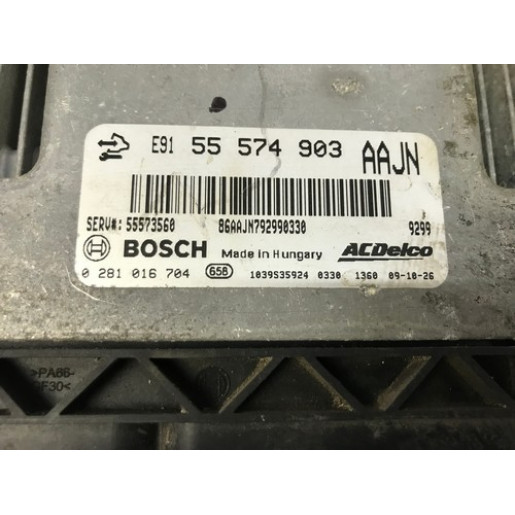 E91 55 574 903 AAJN
SERV#: 55573560 86AAJN792990330 9299
BOSCH Made in Hungary ACDelco
0 281 016 704 658 1039S35924 0330 1360 09-10-26
>PA66-
GF30<